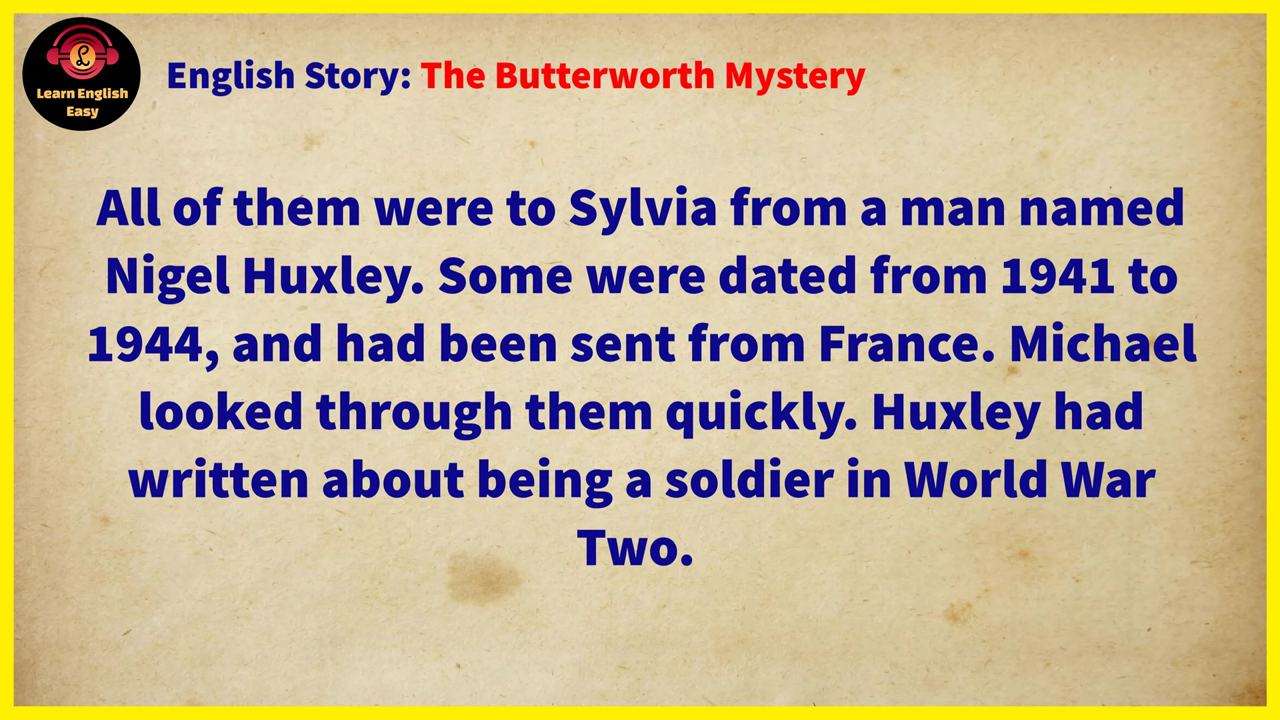 Learn English
Easy
English Story: The Butterworth Mystery
All of them were to Sylvia from a man named
Nigel Huxley. Some were dated from 1941 to
1944, and had been sent from France. Michael
looked through them quickly. Huxley had
written about being a soldier in World War
Two.